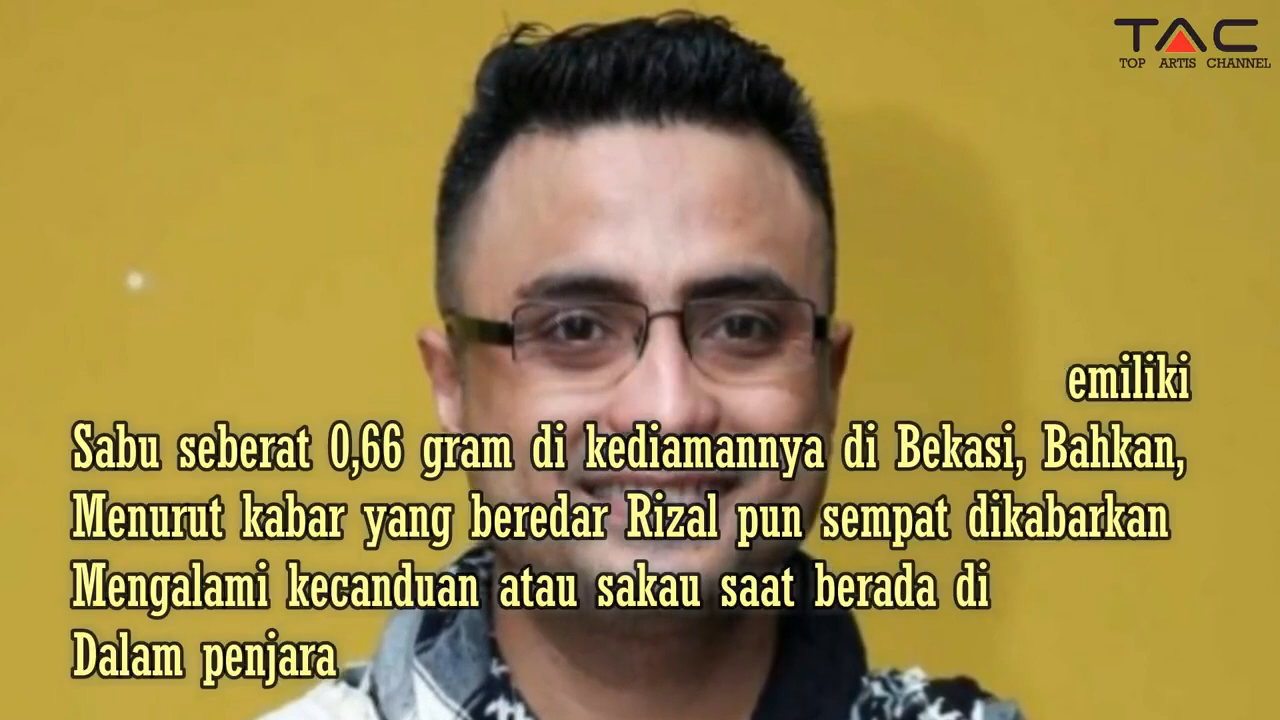 TAC
TOP ARTIS CHANNEL
emiliki
Sabu seberat 0,66 gram di kediamannya di Bekasi, Bahkan,
Menurut kabar yang beredar Rizal pun sempat dikabarkan
Mengalami kecanduan atau sakau saat berada di
Dalam penjara